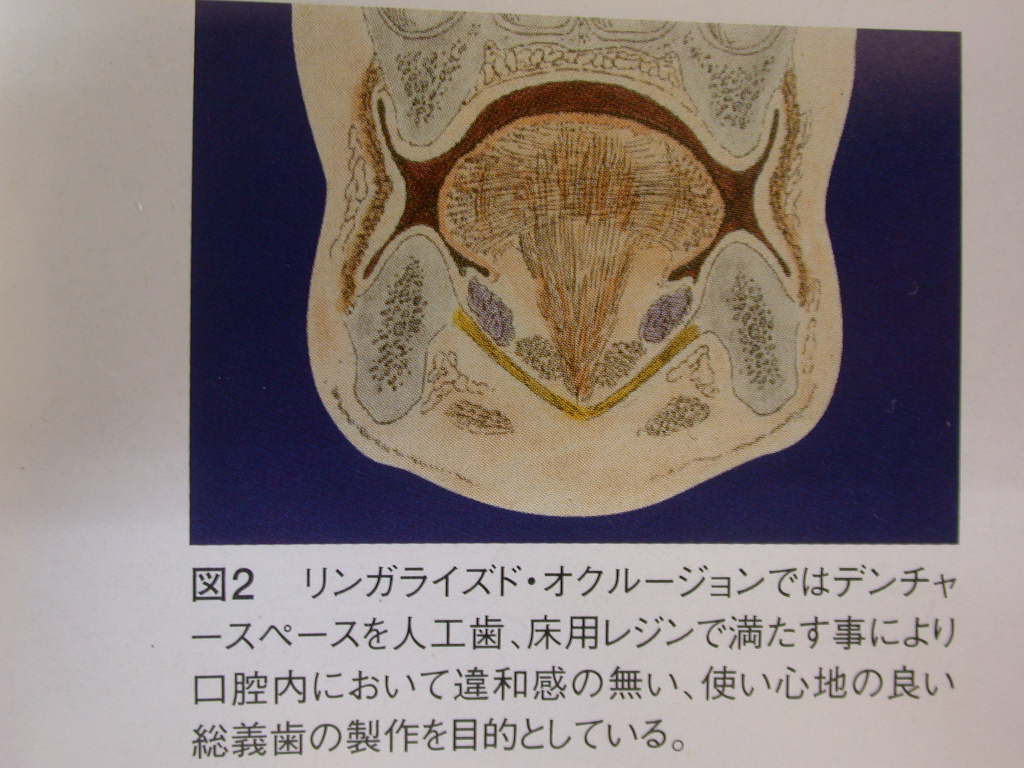 図2　リンガライズド・オクルージョンではデンチャ
ースペースを人工歯、床用レジンで満たす事により
口腔内において違和感の無い、使い心地の良い
総義歯の製作を目的としている。